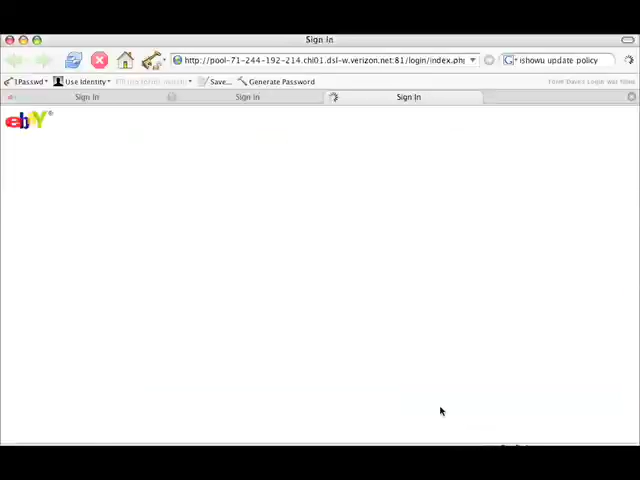 Sign In
http://pool-71-244-192-214.chi01.dsl-w.verizon.net:81/login/index.php
ishowu update policy
1Passwd
Use Identity
Save...
Generate Password
Sign In
Sign In
Sign In
ebY